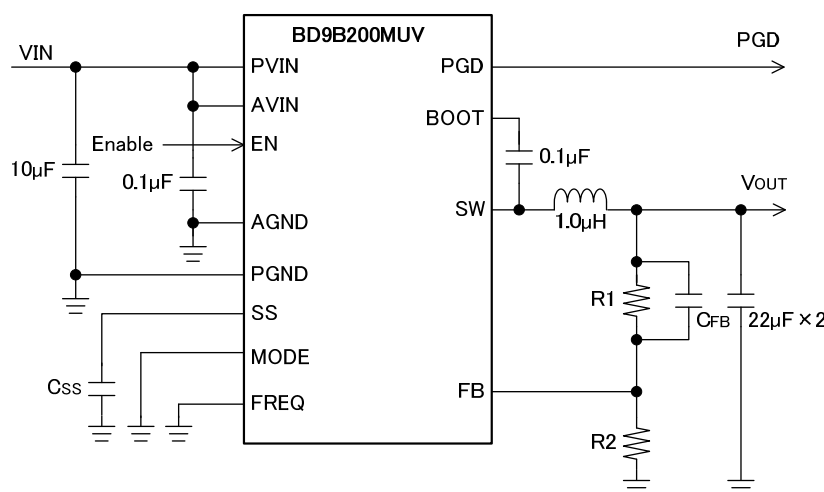 BD9B200MUV
VIN
PGD
PVIN
PGD
AVIN
BOOT
Enable
EN
10µF
0.1µF
0.1µF
VOUT
SW
AGND
1.0µH
PGND
SS
R1
CFB
22µF×2
MODE
CSS
FB
FREQ
R2